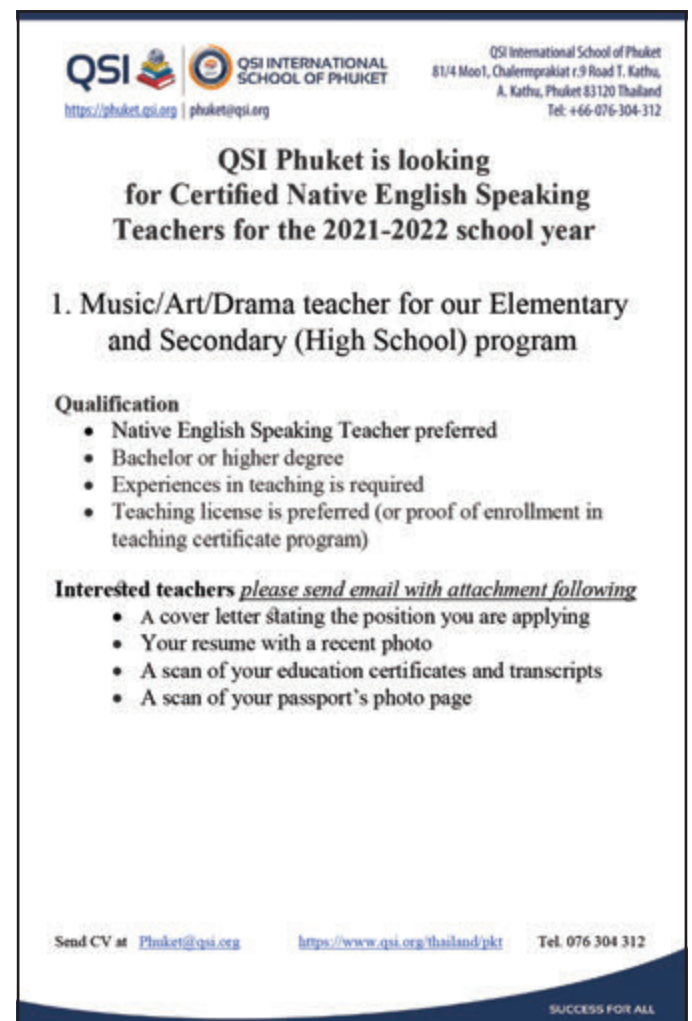 QSI
QSI INTERNATIONAL
SCHOOL OF PHUKET
https://phuket.qsi.org | phuket@qsi.org
QSI International School of Phuket
81/4 Moo1, Chalermprakiat r.9 Road T. Kathu,
A. Kathu, Phuket 83120 Thailand
Tel: +66-076-304-312
QSI Phuket is looking
for Certified Native English Speaking
Teachers for the 2021-2022 school year
1. Music/Art/Drama teacher for our Elementary
and Secondary (High School) program
Qualification
• Native English Speaking Teacher preferred
• Bachelor or higher degree
• Experiences in teaching is required
• Teaching license is preferred (or proof of enrollment in
teaching certificate program)
Interested teachers please send email with attachment following
• A cover letter stating the position you are applying
• Your resume with a recent photo
• A scan of your education certificates and transcripts
• A scan of your passport's photo page
Send CV at Phuket@qsi.org https://www.qsi.org/thailand/pkt Tel. 076 304 312
SUCCESS FOR ALL